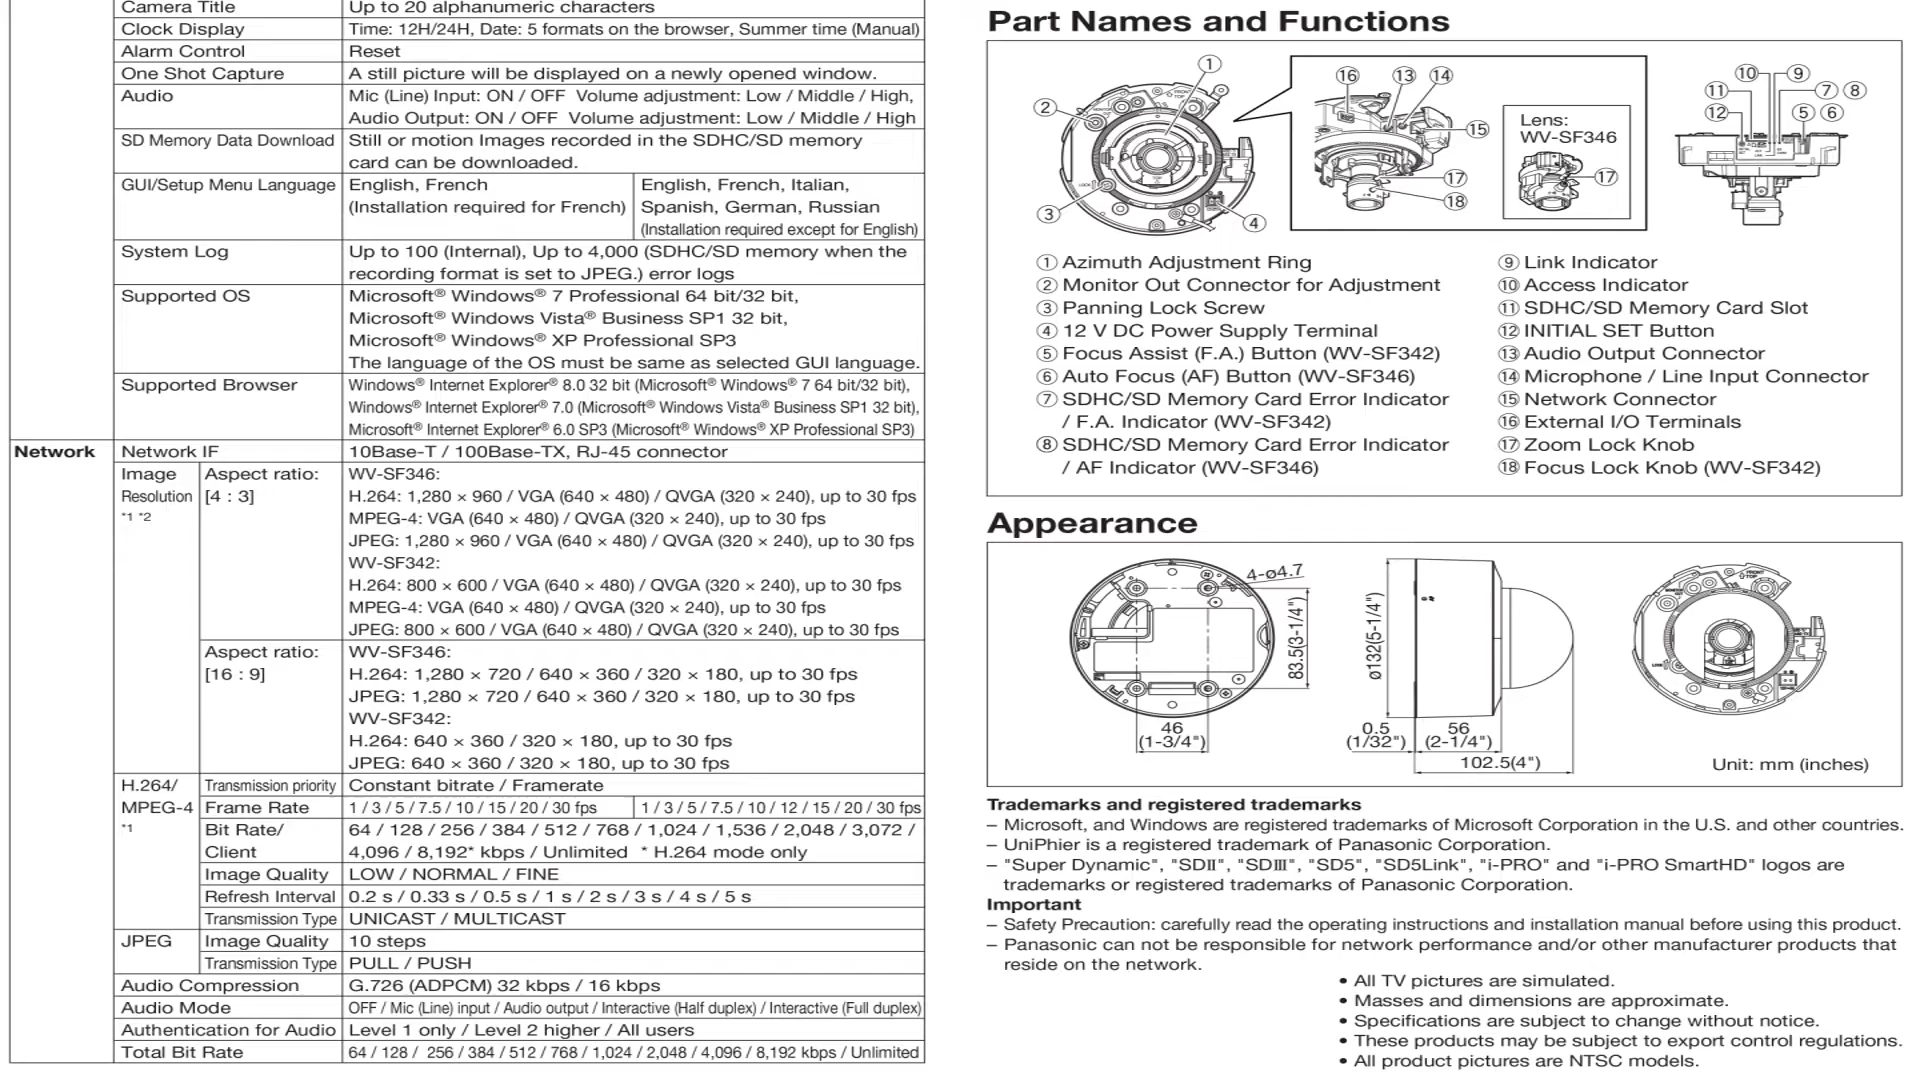 Camera Title Up to 20 alphanumeric characters
Clock Display Time: 12H/24H, Date: 5 formats on the browser, Summer time (Manual)
Alarm Control Reset
One Shot Capture A still picture will be displayed on a newly opened window.
Audio Mic (Line) Input: ON / OFF Volume adjustment: Low / Middle / High,
Audio Output: ON / OFF Volume adjustment: Low / Middle / High
SD Memory Data Download Still or motion Images recorded in the SDHC/SD memory
card can be downloaded.
GUI/Setup Menu Language English, French English, French, Italian,
(Installation required for French) Spanish, German, Russian
(Installation required except for English)
System Log Up to 100 (Internal), Up to 4,000 (SDHC/SD memory when the
recording format is set to JPEG.) error logs
Supported OS Microsoft® Windows® 7 Professional 64 bit/32 bit,
Microsoft® Windows Vista® Business SP1 32 bit,
Microsoft® Windows® XP Professional SP3
The language of the OS must be same as selected GUI language.
Supported Browser Windows® Internet Explorer® 8.0 32 bit (Microsoft® Windows® 7 64 bit/32 bit),
Windows® Internet Explorer® 7.0 (Microsoft® Windows Vista® Business SP1 32 bit),
Microsoft® Internet Explorer® 6.0 SP3 (Microsoft® Windows® XP Professional SP3)
Network Network IF 10Base-T / 100Base-TX, RJ-45 connector
Image Aspect ratio: WV-SF346:
Resolution [4 : 3] H.264: 1,280 × 960 / VGA (640 × 480) / QVGA (320 × 240), up to 30 fps
*1 *2 MPEG-4: VGA (640 × 480) / QVGA (320 × 240), up to 30 fps
JPEG: 1,280 × 960 / VGA (640 × 480) / QVGA (320 × 240), up to 30 fps
WV-SF342:
H.264: 800 × 600 / VGA (640 × 480) / QVGA (320 × 240), up to 30 fps
MPEG-4: VGA (640 × 480) / QVGA (320 × 240), up to 30 fps
JPEG: 800 × 600 / VGA (640 × 480) / QVGA (320 × 240), up to 30 fps
Aspect ratio: WV-SF346:
[16 : 9] H.264: 1,280 × 720 / 640 × 360 / 320 × 180, up to 30 fps
JPEG: 1,280 × 720 / 640 × 360 / 320 × 180, up to 30 fps
WV-SF342:
H.264: 640 × 360 / 320 × 180, up to 30 fps
JPEG: 640 × 360 / 320 × 180, up to 30 fps
H.264/ Transmission priority Constant bitrate / Framerate
MPEG-4 Frame Rate 1 / 3 / 5 / 7.5 / 10 / 15 / 20 / 30 fps 1 / 3 / 5 / 7.5 / 10 / 12 / 15 / 20 / 30 fps
*1 Bit Rate/ 64 / 128 / 256 / 384 / 512 / 768 / 1,024 / 1,536 / 2,048 / 3,072 /
Client 4,096 / 8,192* kbps / Unlimited * H.264 mode only
Image Quality LOW / NORMAL / FINE
Refresh Interval 0.2 s / 0.33 s / 0.5 s / 1 s / 2 s / 3 s / 4 s / 5 s
Transmission Type UNICAST / MULTICAST
JPEG Image Quality 10 steps
Transmission Type PULL / PUSH
Audio Compression G.726 (ADPCM) 32 kbps / 16 kbps
Audio Mode OFF / Mic (Line) input / Audio output / Interactive (Half duplex) / Interactive (Full duplex)
Authentication for Audio Level 1 only / Level 2 higher / All users
Total Bit Rate 64 / 128 / 256 / 384 / 512 / 768 / 1,024 / 2,048 / 4,096 / 8,192 kbps / Unlimited
Part Names and Functions
① ② ③ ④
⑯ ⑬ ⑭ ⑮ ⑰ ⑱
Lens:
WV-SF346
⑰
⑩ ⑨ ⑪ ⑦ ⑧ ⑫ ⑤ ⑥
① Azimuth Adjustment Ring
② Monitor Out Connector for Adjustment
③ Panning Lock Screw
④ 12 V DC Power Supply Terminal
⑤ Focus Assist (F.A.) Button (WV-SF342)
⑥ Auto Focus (AF) Button (WV-SF346)
⑦ SDHC/SD Memory Card Error Indicator
/ F.A. Indicator (WV-SF342)
⑧ SDHC/SD Memory Card Error Indicator
/ AF Indicator (WV-SF346)
⑨ Link Indicator
⑩ Access Indicator
⑪ SDHC/SD Memory Card Slot
⑫ INITIAL SET Button
⑬ Audio Output Connector
⑭ Microphone / Line Input Connector
⑮ Network Connector
⑯ External I/O Terminals
⑰ Zoom Lock Knob
⑱ Focus Lock Knob (WV-SF342)
Appearance
4-ø4.7
83.5(3-1/4")
46
(1-3/4")
ø132(5-1/4")
0.5
(1/32")
56
(2-1/4")
102.5(4")
FRONT
TOP
Unit: mm (inches)
Trademarks and registered trademarks
– Microsoft, and Windows are registered trademarks of Microsoft Corporation in the U.S. and other countries.
– UniPhier is a registered trademark of Panasonic Corporation.
– "Super Dynamic", "SDⅡ", "SDⅢ", "SD5", "SD5Link", "i-PRO" and "i-PRO SmartHD" logos are
trademarks or registered trademarks of Panasonic Corporation.
Important
– Safety Precaution: carefully read the operating instructions and installation manual before using this product.
– Panasonic can not be responsible for network performance and/or other manufacturer products that
reside on the network.
• All TV pictures are simulated.
• Masses and dimensions are approximate.
• Specifications are subject to change without notice.
• These products may be subject to export control regulations.
• All product pictures are NTSC models.